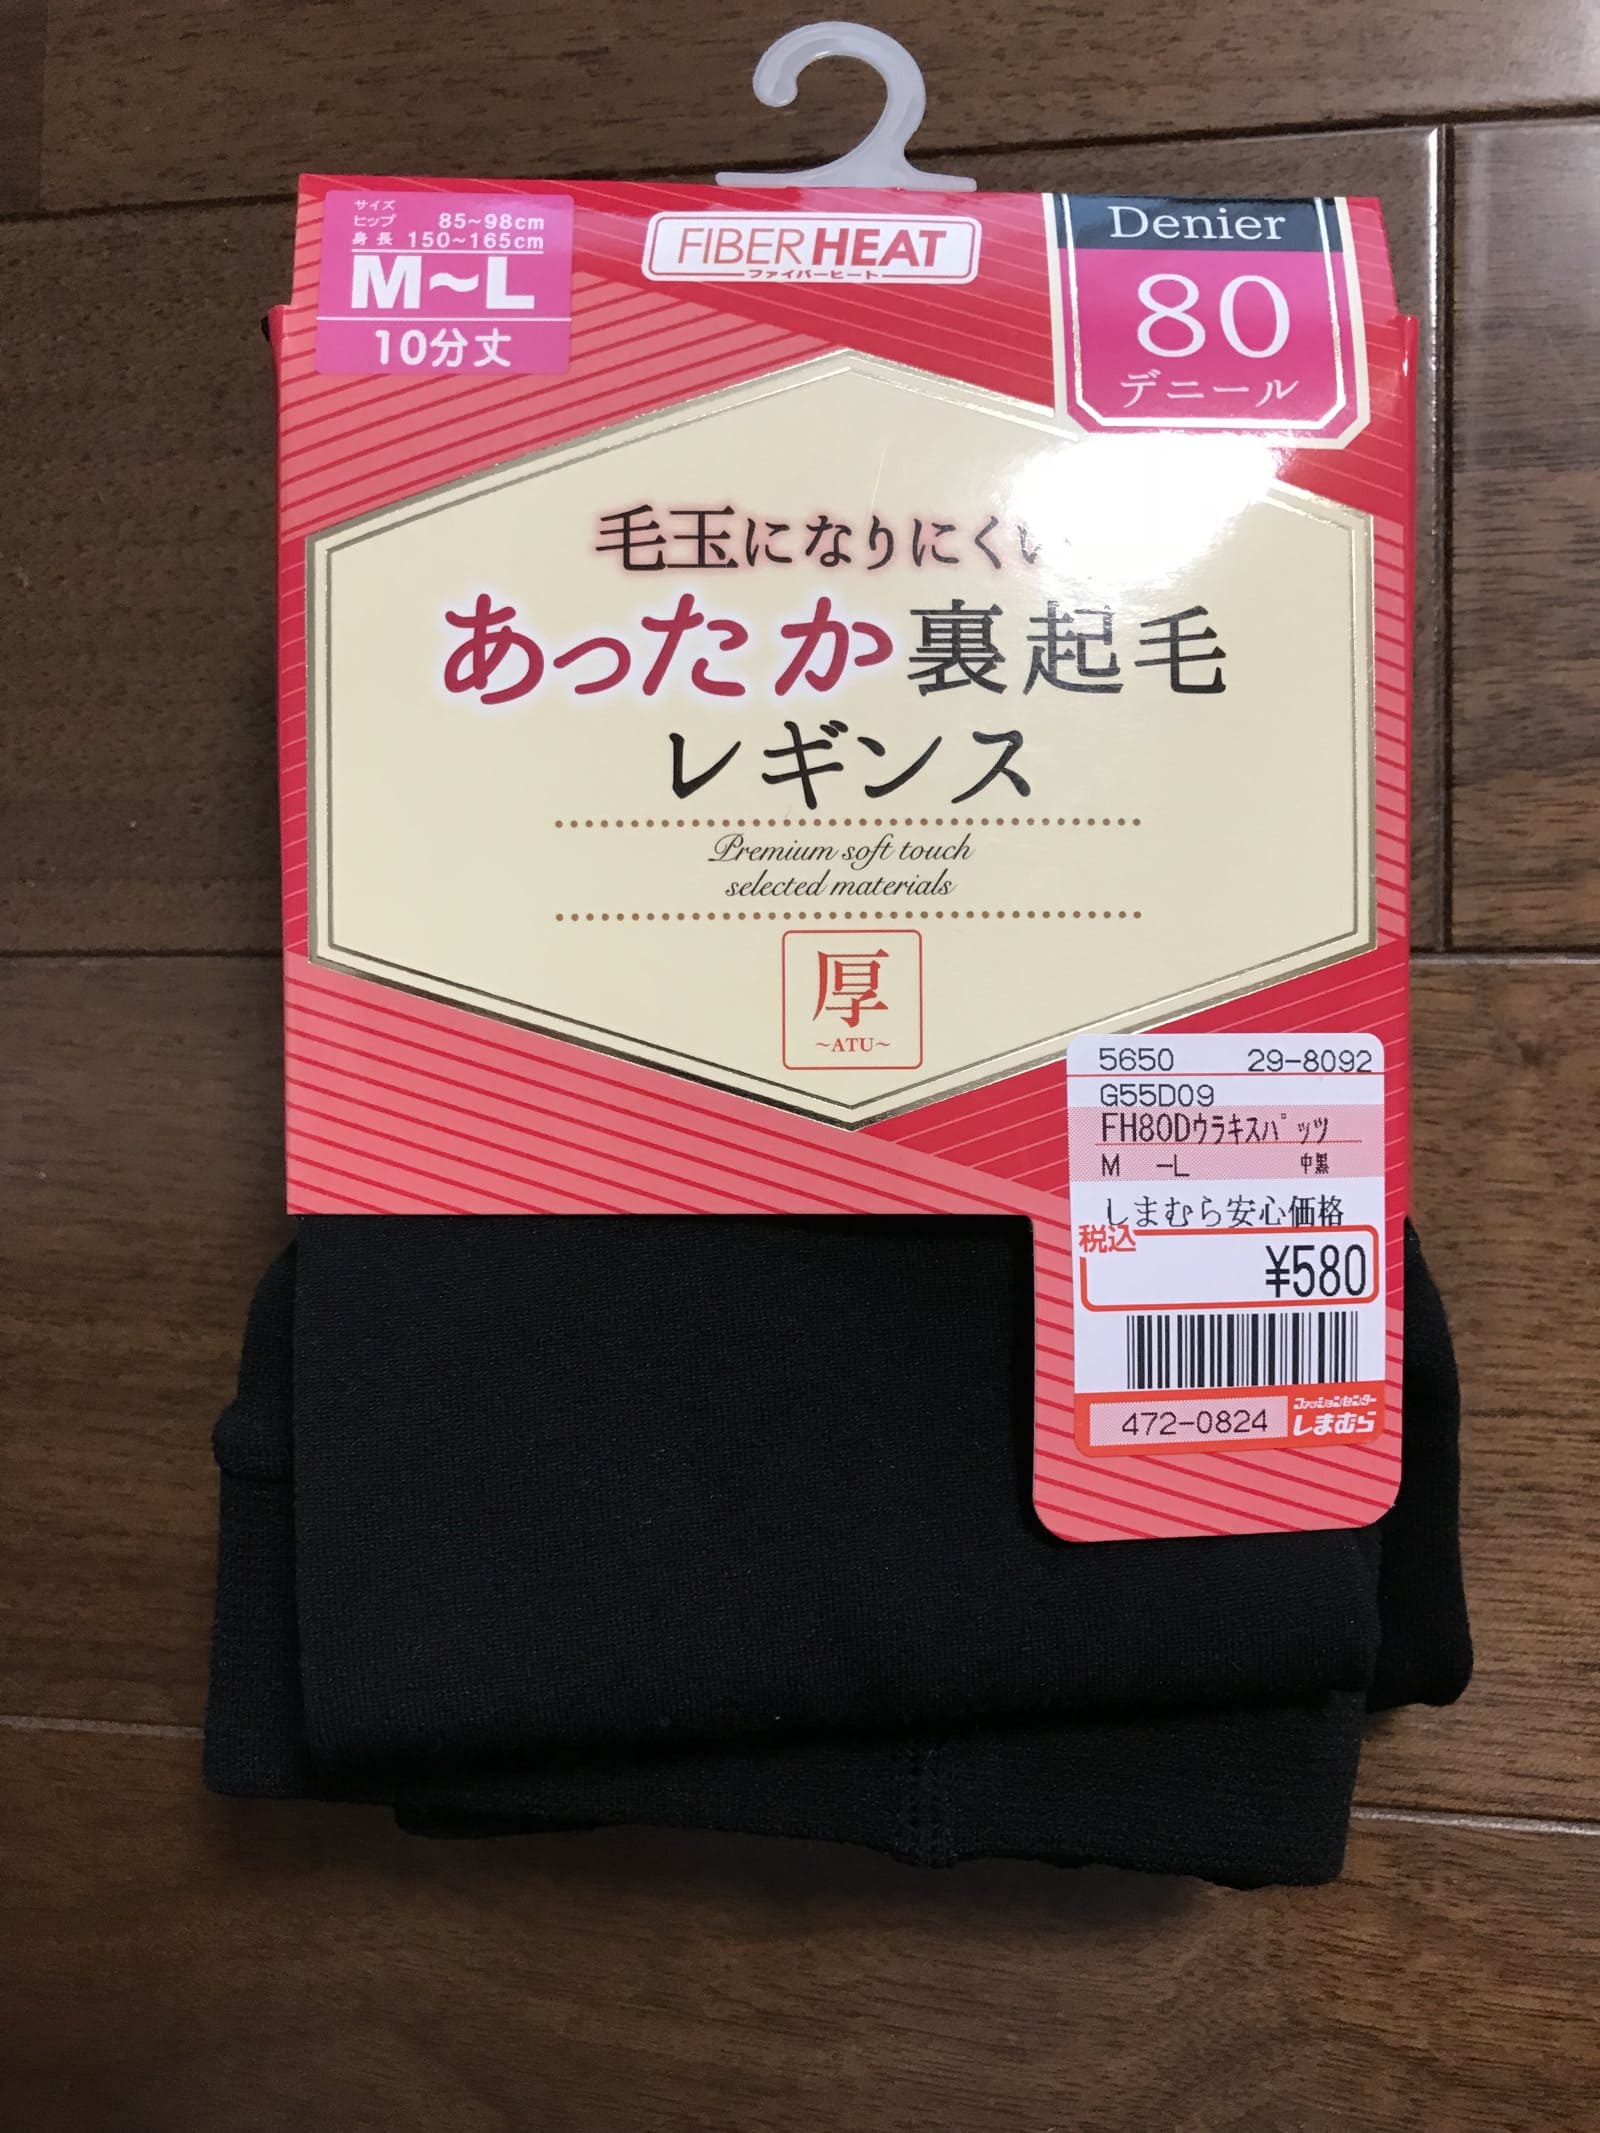 サイズ
ヒップ 85~98cm
身長 150~165cm
M~L
10分丈
FIBER HEAT
ファイバーヒート
Denier
80
デニール
毛玉になりにくい
あったか裏起毛
レギンス
Premium soft touch
selected materials
厚
~ATU~
5650 29-8092
G55D09
FH80Dウラキスパッツ
M -L 中黒
しまむら安心価格
税込
¥580
472-0824
ファッションセンター
しまむら